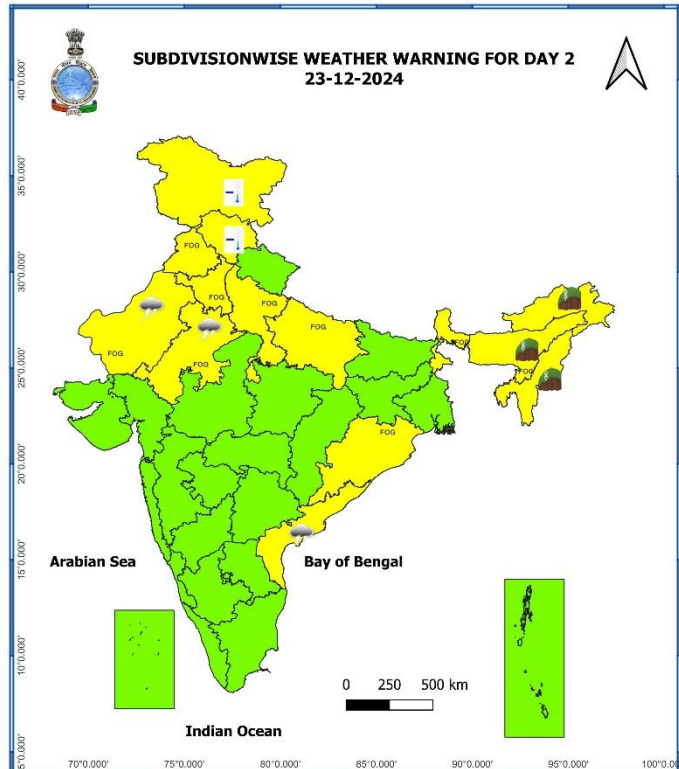 SUBDIVISIONWISE WEATHER WARNING FOR DAY 2
23-12-2024
40°0.000'
35°0.000'
30°0.000'
25°0.000'
20°0.000'
15°0.000'
10°0.000'
5°0.000'
FOG
FOG
FOG
FOG
FOG
FOG
FOG
FOG
FOG
Arabian Sea
Bay of Bengal
0 250 500 km
Indian Ocean
70°0.000' 75°0.000' 80°0.000' 85°0.000' 90°0.000' 95°0.000' 100°0.000'